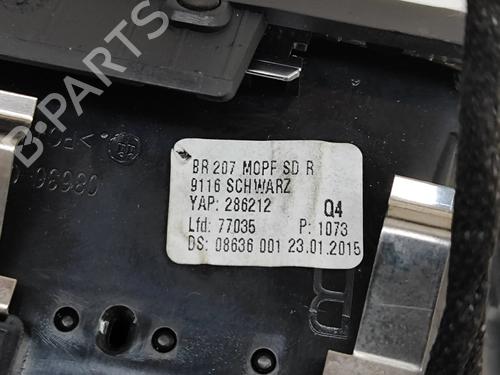 B-PARTS
BR 207 MOPF SD R
9116 SCHWARZ
YAP: 286212 Q4
Lfd: 77035 P: 1073
DS: 08636 001 23.01.2015